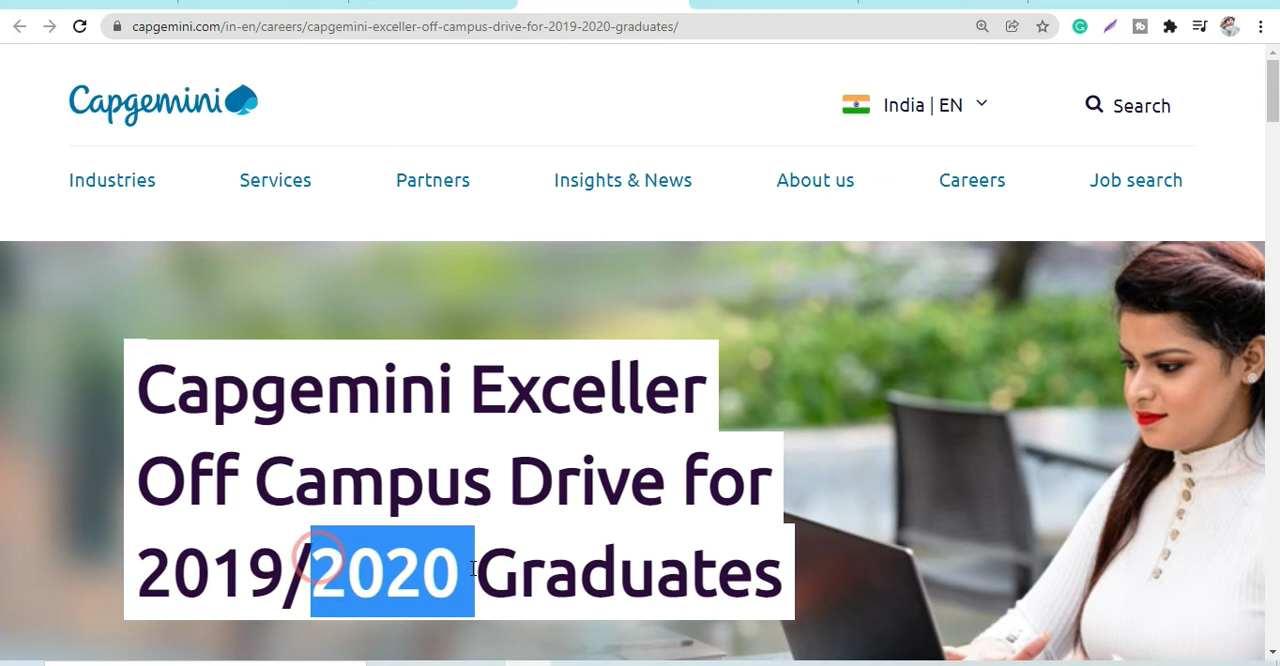 capgemini.com/in-en/careers/capgemini-exceller-off-campus-drive-for-2019-2020-graduates/
Capgemini
India | EN
Search
Industries
Services
Partners
Insights & News
About us
Careers
Job search
Capgemini Exceller
Off Campus Drive for
2019/2020 Graduates